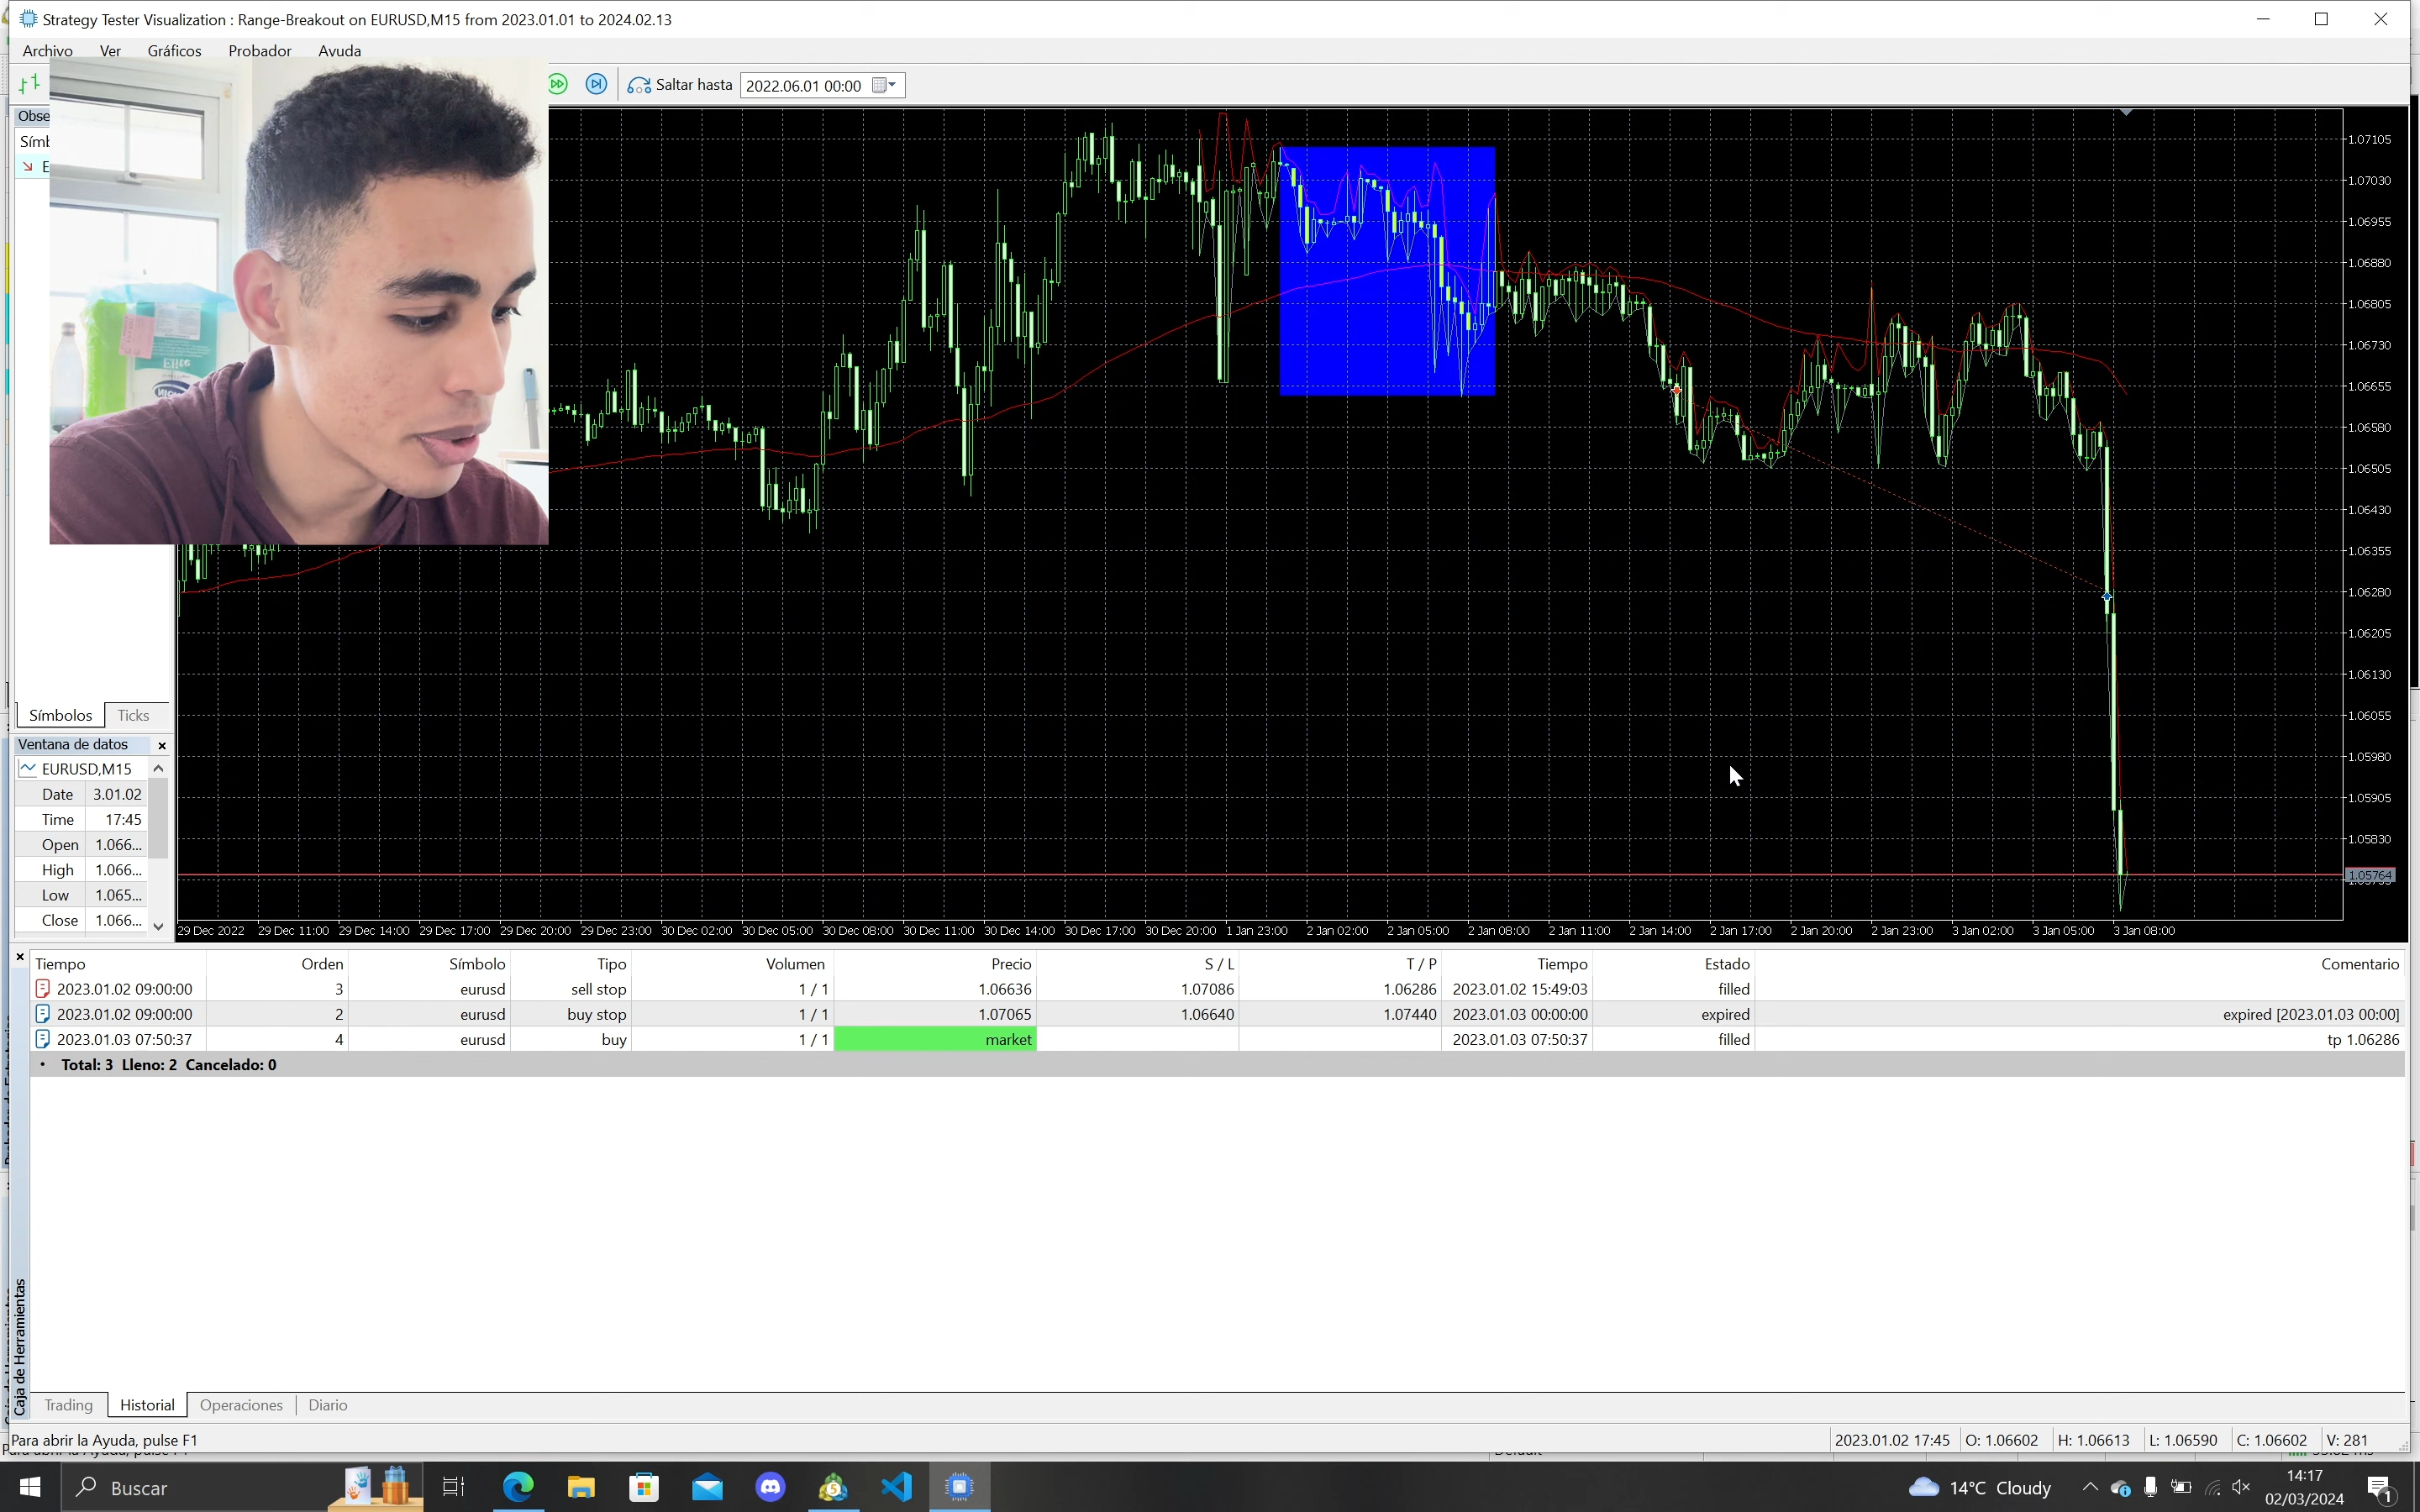 Strategy Tester Visualization : Range-Breakout on EURUSD,M15 from 2023.01.01 to 2024.02.13
Archivo Ver Gráficos Probador Ayuda
Saltar hasta 2022.06.01 00:00
Obse
Símb
E
Elite
1.07105
1.07030
1.06955
1.06880
1.06805
1.06730
1.06655
1.06580
1.06505
1.06430
1.06355
1.06280
1.06205
1.06130
1.06055
1.05980
1.05905
1.05830
1.05764
Símbolos Ticks
Ventana de datos
EURUSD,M15
Date 3.01.02
Time 17:45
Open 1.066...
High 1.066...
Low 1.065...
Close 1.066...
29 Dec 2022 29 Dec 11:00 29 Dec 14:00 29 Dec 17:00 29 Dec 20:00 29 Dec 23:00 30 Dec 02:00 30 Dec 05:00 30 Dec 08:00 30 Dec 11:00 30 Dec 14:00 30 Dec 17:00 30 Dec 20:00 1 Jan 23:00 2 Jan 02:00 2 Jan 05:00 2 Jan 08:00 2 Jan 11:00 2 Jan 14:00 2 Jan 17:00 2 Jan 20:00 2 Jan 23:00 3 Jan 02:00 3 Jan 05:00 3 Jan 08:00
Tiempo Orden Símbolo Tipo Volumen Precio S / L T / P Tiempo Estado Comentario
2023.01.02 09:00:00 3 eurusd sell stop 1 / 1 1.06636 1.07086 1.06286 2023.01.02 15:49:03 filled
2023.01.02 09:00:00 2 eurusd buy stop 1 / 1 1.07065 1.06640 1.07440 2023.01.03 00:00:00 expired expired [2023.01.03 00:00]
2023.01.03 07:50:37 4 eurusd buy 1 / 1 market 2023.01.03 07:50:37 filled tp 1.06286
• Total: 3 Lleno: 2 Cancelado: 0
Caja de Herramientas
Trading Historial Operaciones Diario
Para abrir la Ayuda, pulse F1
2023.01.02 17:45 O: 1.06602 H: 1.06613 L: 1.06590 C: 1.06602 V: 281
Buscar
14°C Cloudy
14:17
02/03/2024
1